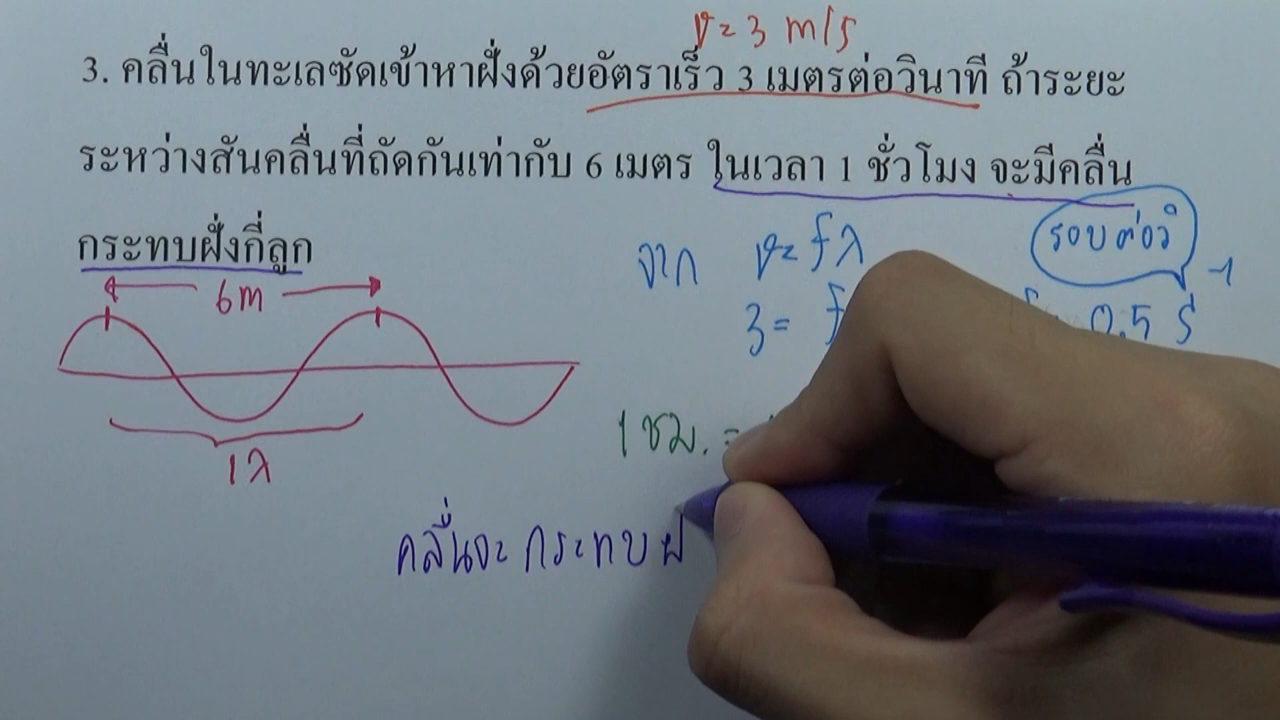 v = 3 m/s
3. คลื่นในทะเลซัดเข้าหาฝั่งด้วยอัตราเร็ว 3 เมตรต่อวินาที ถ้าระยะ
ระหว่างสันคลื่นที่ถัดกันเท่ากับ 6 เมตร ในเวลา 1 ชั่วโมง จะมีคลื่น
กระทบฝั่งกี่ลูก
จาก v = fλ
รอบต่อวิ
6m
3 = f
0.5 s⁻¹
1 ชม. =
1λ
คลื่นจะกระทบฝ